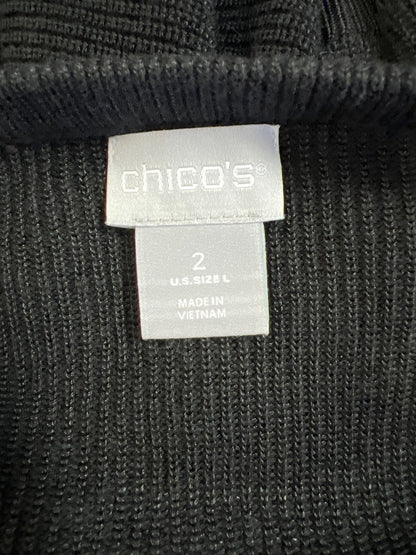 chico's®
2
U.S.SIZE L
MADE IN
VIETNAM